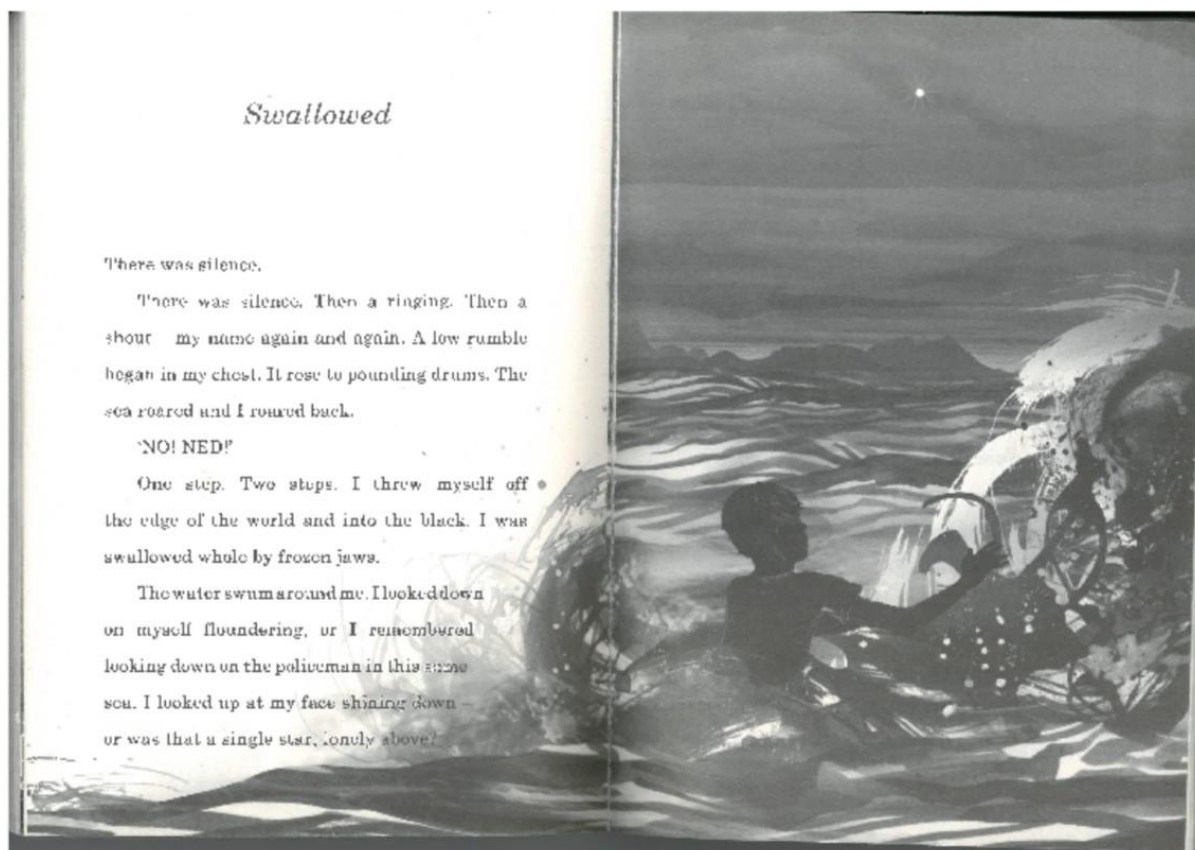 Swallowed
There was silence.
There was silence. Then a ringing. Then a
shout my name again and again. A low rumble
began in my chest. It rose to pounding drums. The
sea roared and I roared back.
'NO! NED!'
One step. Two steps. I threw myself off
the edge of the world and into the black. I was
swallowed whole by frozen jaws.
The water swum around me. I looked down
on myself floundering, or I remembered
looking down on the policeman in this same
sea. I looked up at my face shining down –
or was that a single star, lonely above?